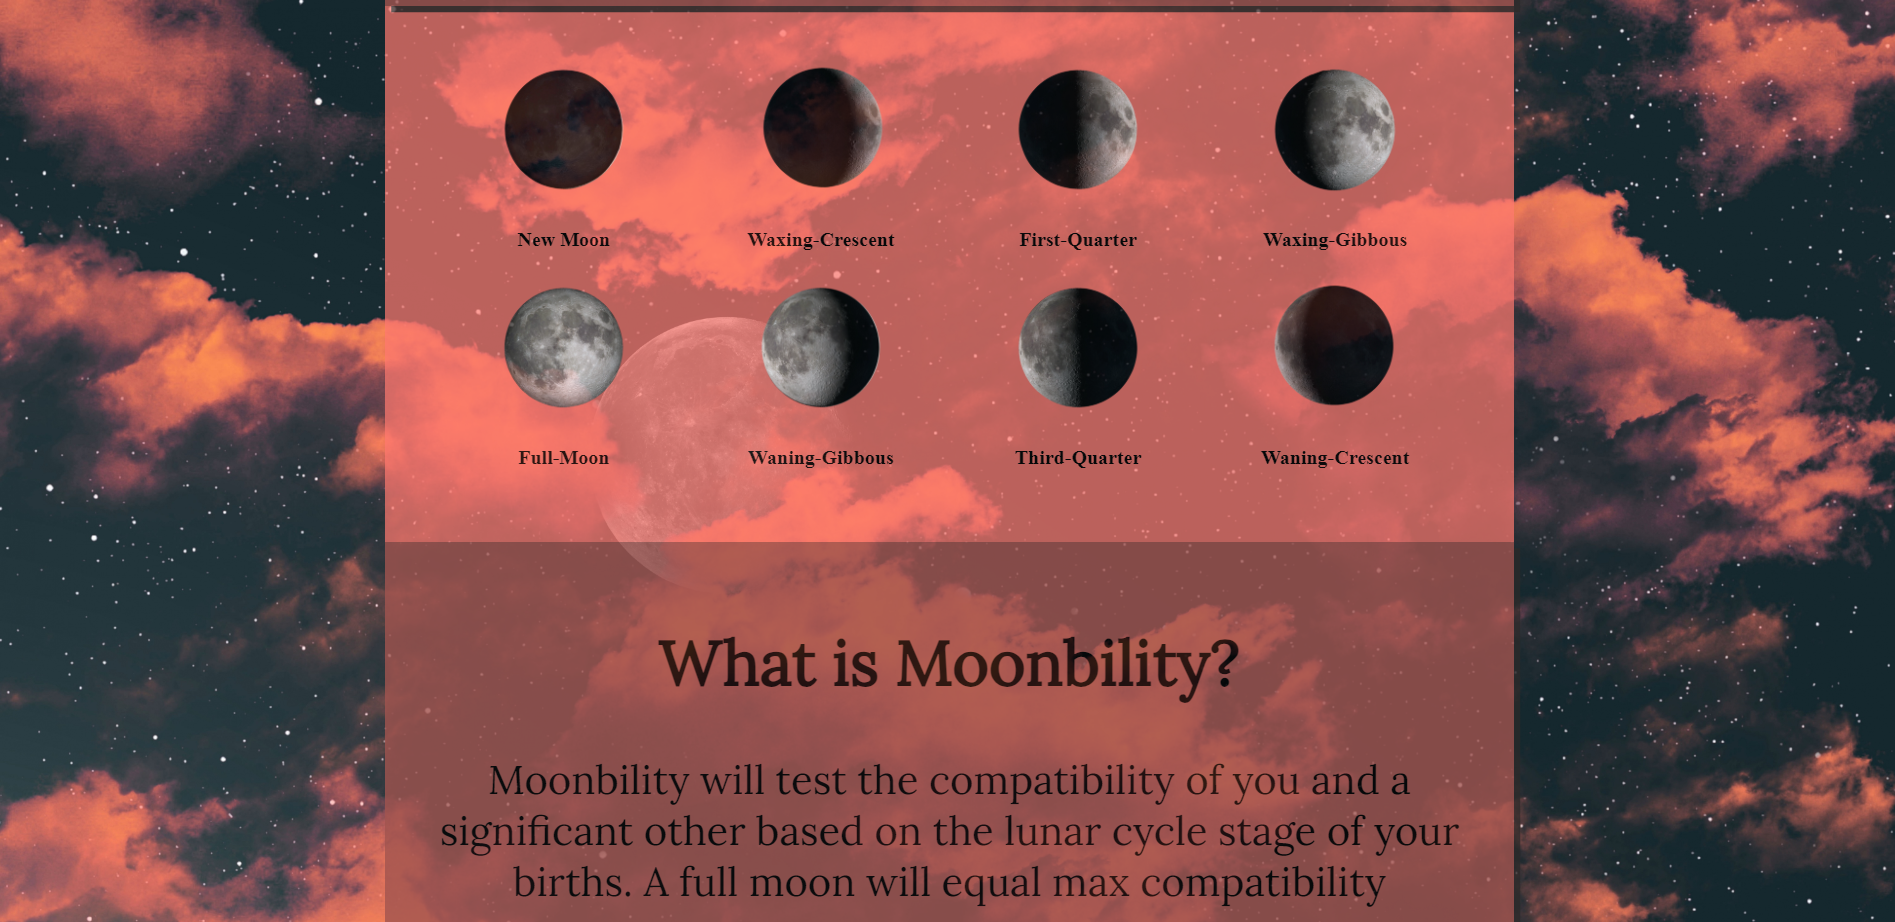 New Moon Waxing-Crescent First-Quarter Waxing-Gibbous
Full-Moon Waning-Gibbous Third-Quarter Waning-Crescent
What is Moonbility?
Moonbility will test the compatibility of you and a
significant other based on the lunar cycle stage of your
births. A full moon will equal max compatibility